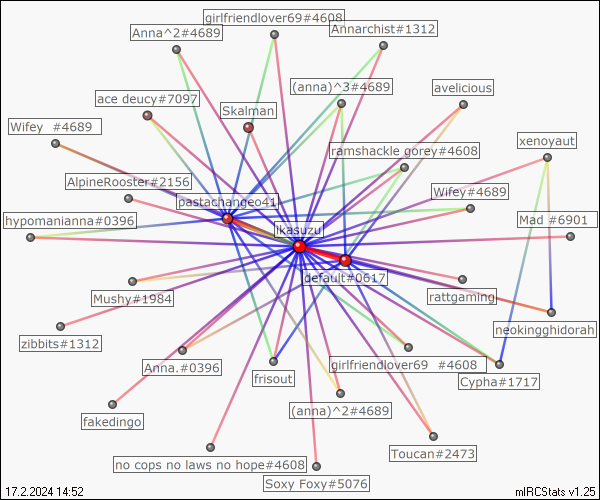 girlfriendlover69#4608
Anna^2#4689
Annarchist#1312
(anna)^3#4689
avelicious
ace deucy#7097
Skalman
Wifey #4689
xenoyaut
ramshackle gorey#4608
AlpineRooster#2156
Wifey#4689
pastachangeo41
hypomanianna#0396
Mad #6901
ikasuzu
default#0617
Mushy#1984
rattgaming
neokingghidorah
zibbits#1312
Anna.#0396
girlfriendlover69 #4608
frisout
Cypha#1717
(anna)^2#4689
fakedingo
Toucan#2473
no cops no laws no hope#4608
Soxy Foxy#5076
17.2.2024 14:52
mIRCStats v1.25